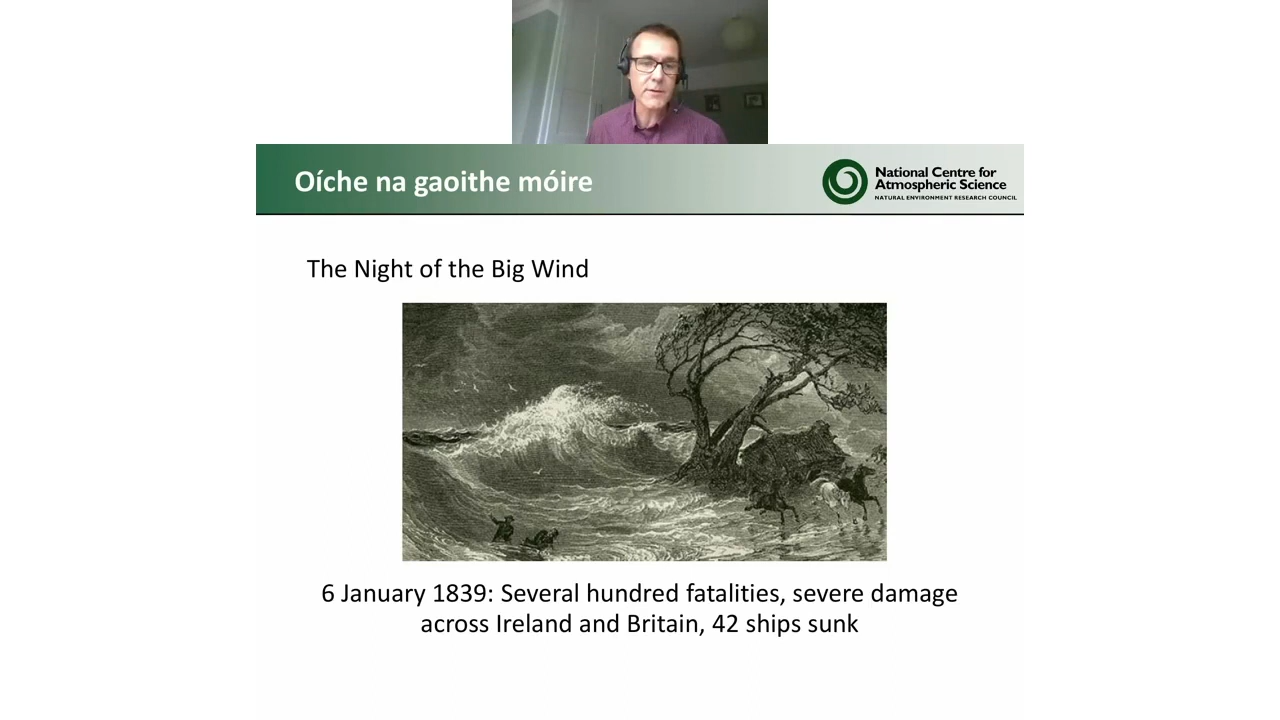 Oíche na gaoithe móire
National Centre for
Atmospheric Science
NATURAL ENVIRONMENT RESEARCH COUNCIL
The Night of the Big Wind
6 January 1839: Several hundred fatalities, severe damage
across Ireland and Britain, 42 ships sunk